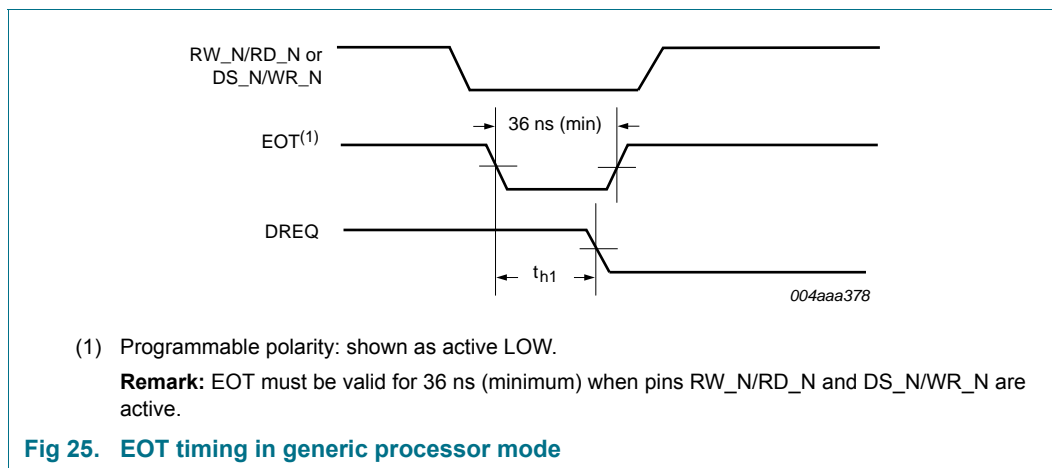 RW_N/RD_N or
DS_N/WR_N
36 ns (min)
EOT(1)
DREQ
th1
004aaa378
(1) Programmable polarity: shown as active LOW.
Remark: EOT must be valid for 36 ns (minimum) when pins RW_N/RD_N and DS_N/WR_N are
active.
Fig 25. EOT timing in generic processor mode